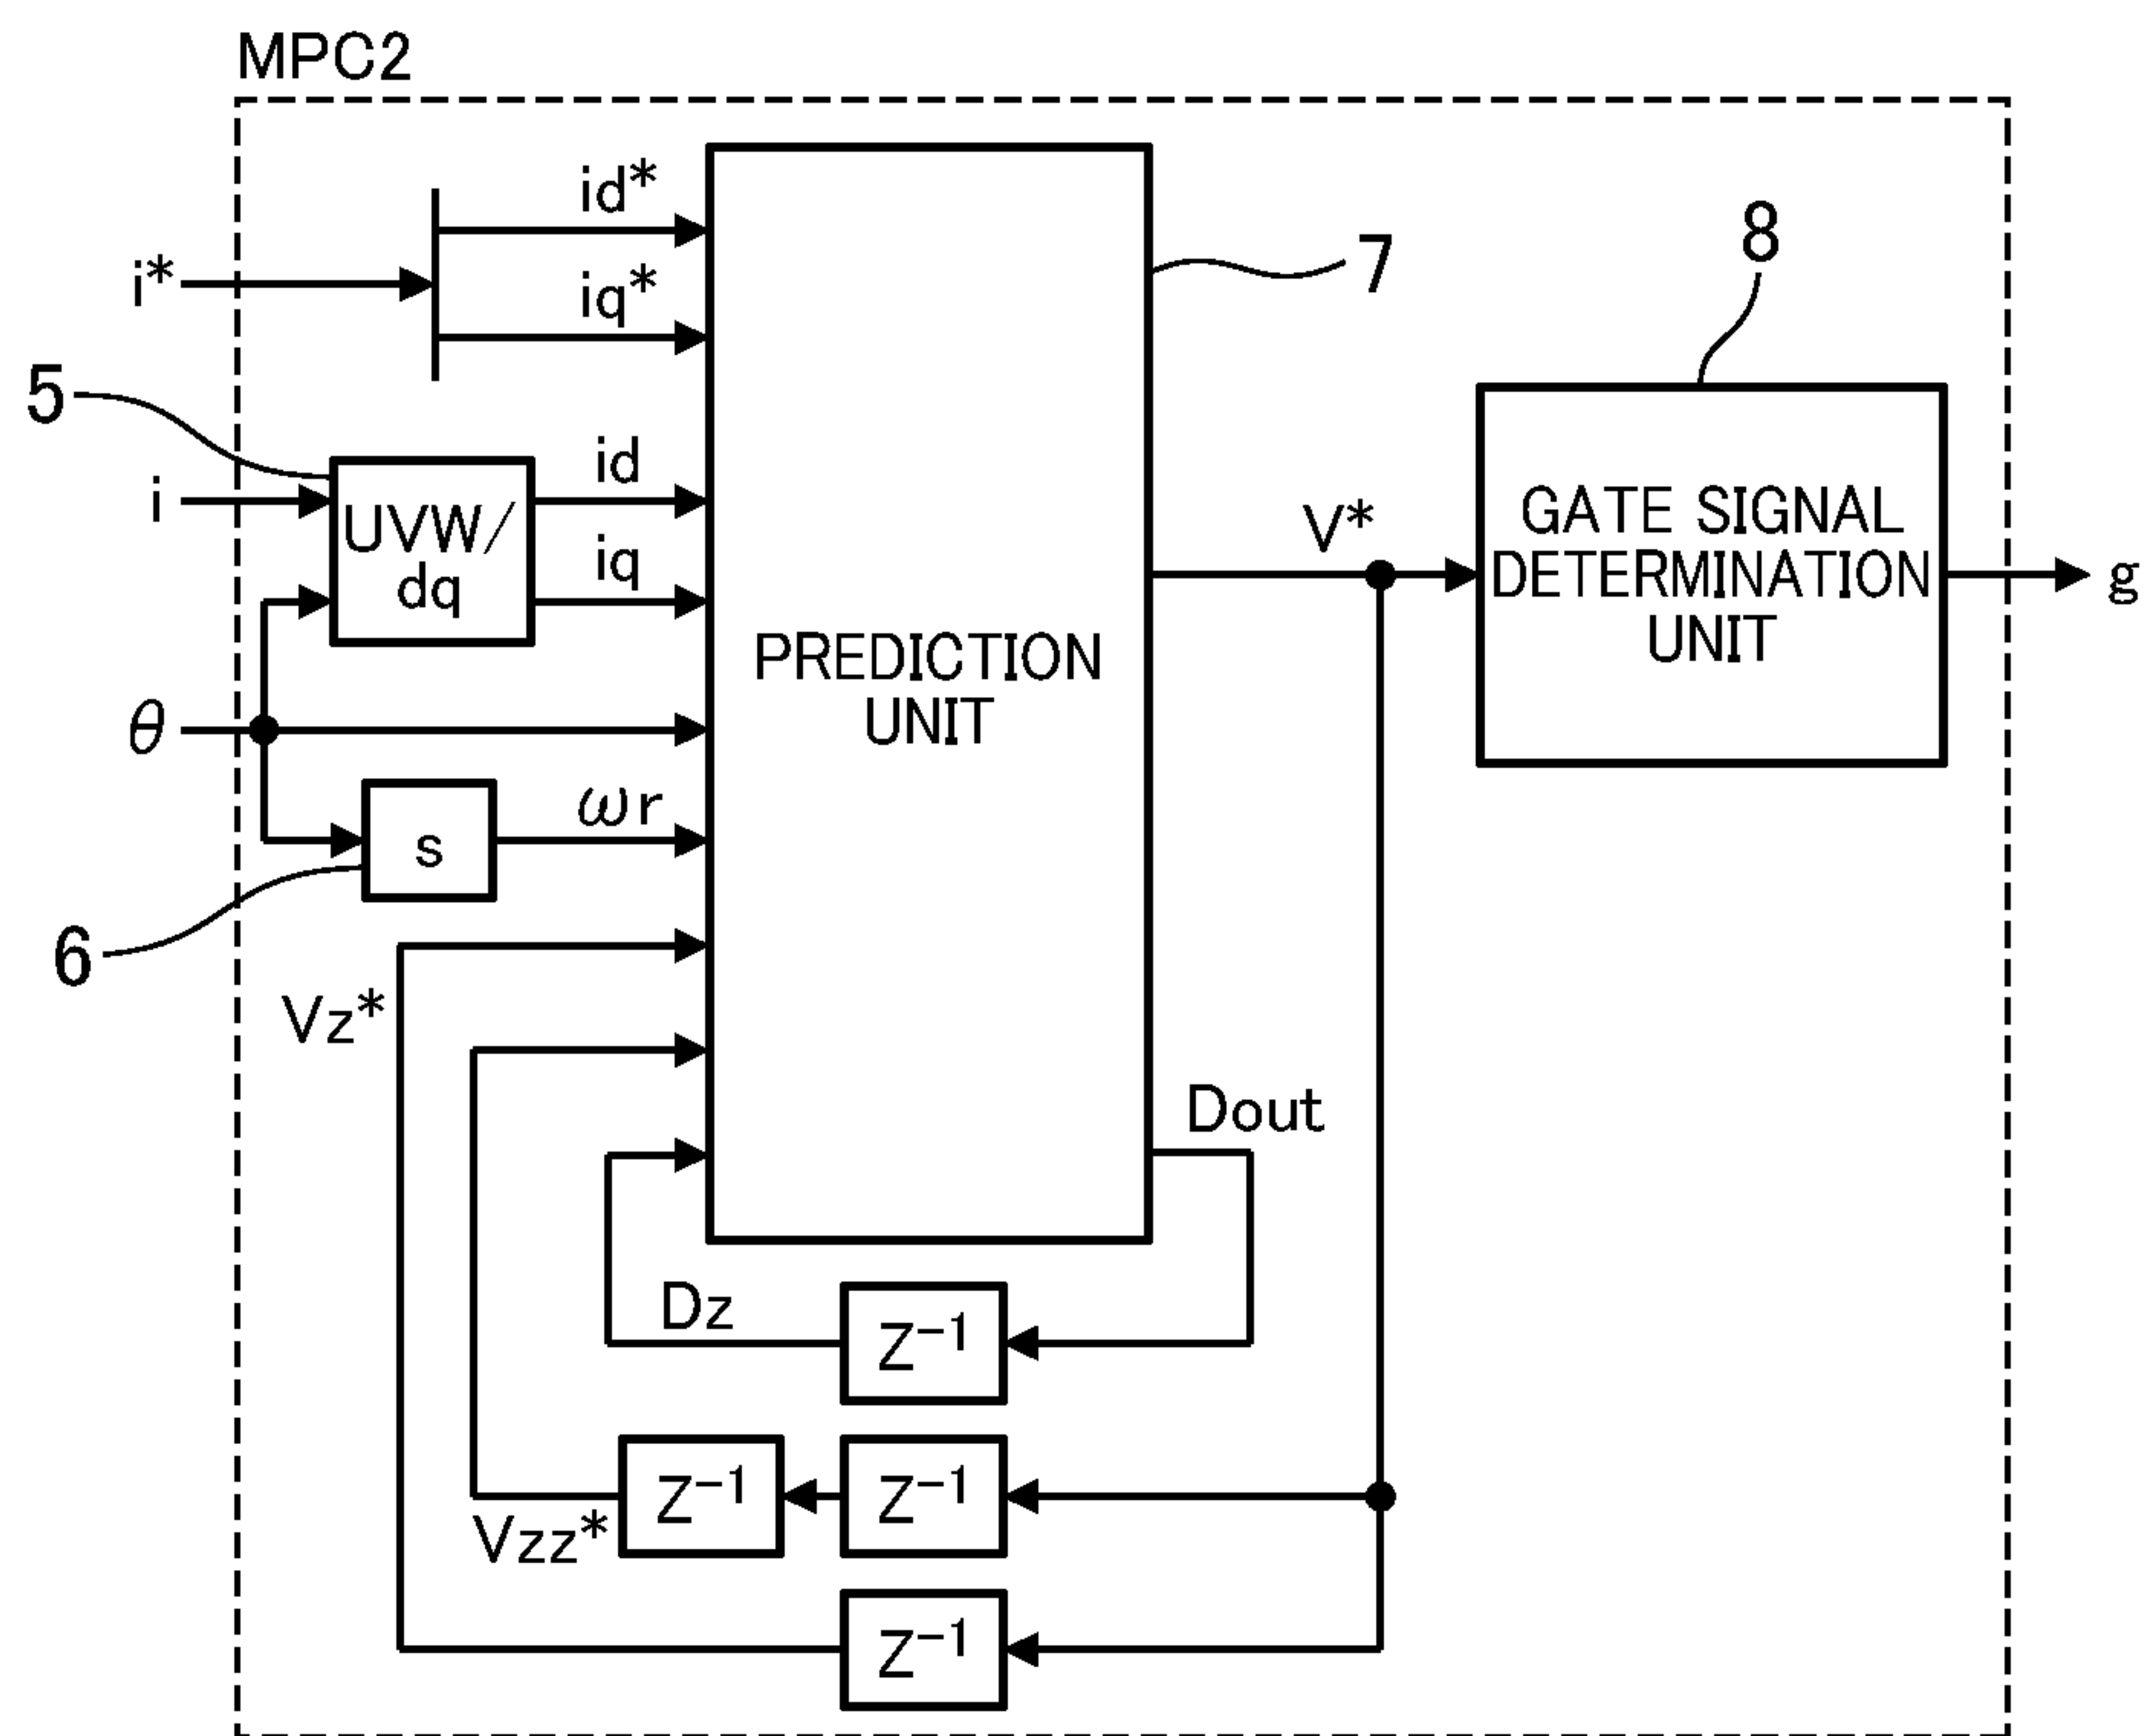 MPC2
id*
i*
iq*
7
8
5
id
i
UVW/
dq
iq
V*
GATE SIGNAL
DETERMINATION
UNIT
g
PREDICTION
UNIT
θ
ωr
s
6
Vz*
Dout
Dz
Z⁻¹
Z⁻¹
Z⁻¹
Vzz*
Z⁻¹